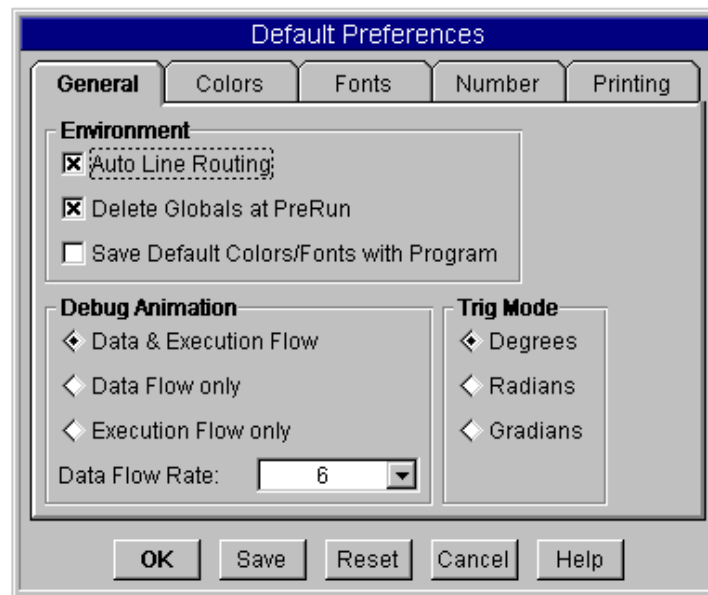 Default Preferences
General Colors Fonts Number Printing
Environment
Auto Line Routing
Delete Globals at PreRun
Save Default Colors/Fonts with Program
Debug Animation
Data & Execution Flow
Data Flow only
Execution Flow only
Data Flow Rate: 6
Trig Mode
Degrees
Radians
Gradians
OK Save Reset Cancel Help